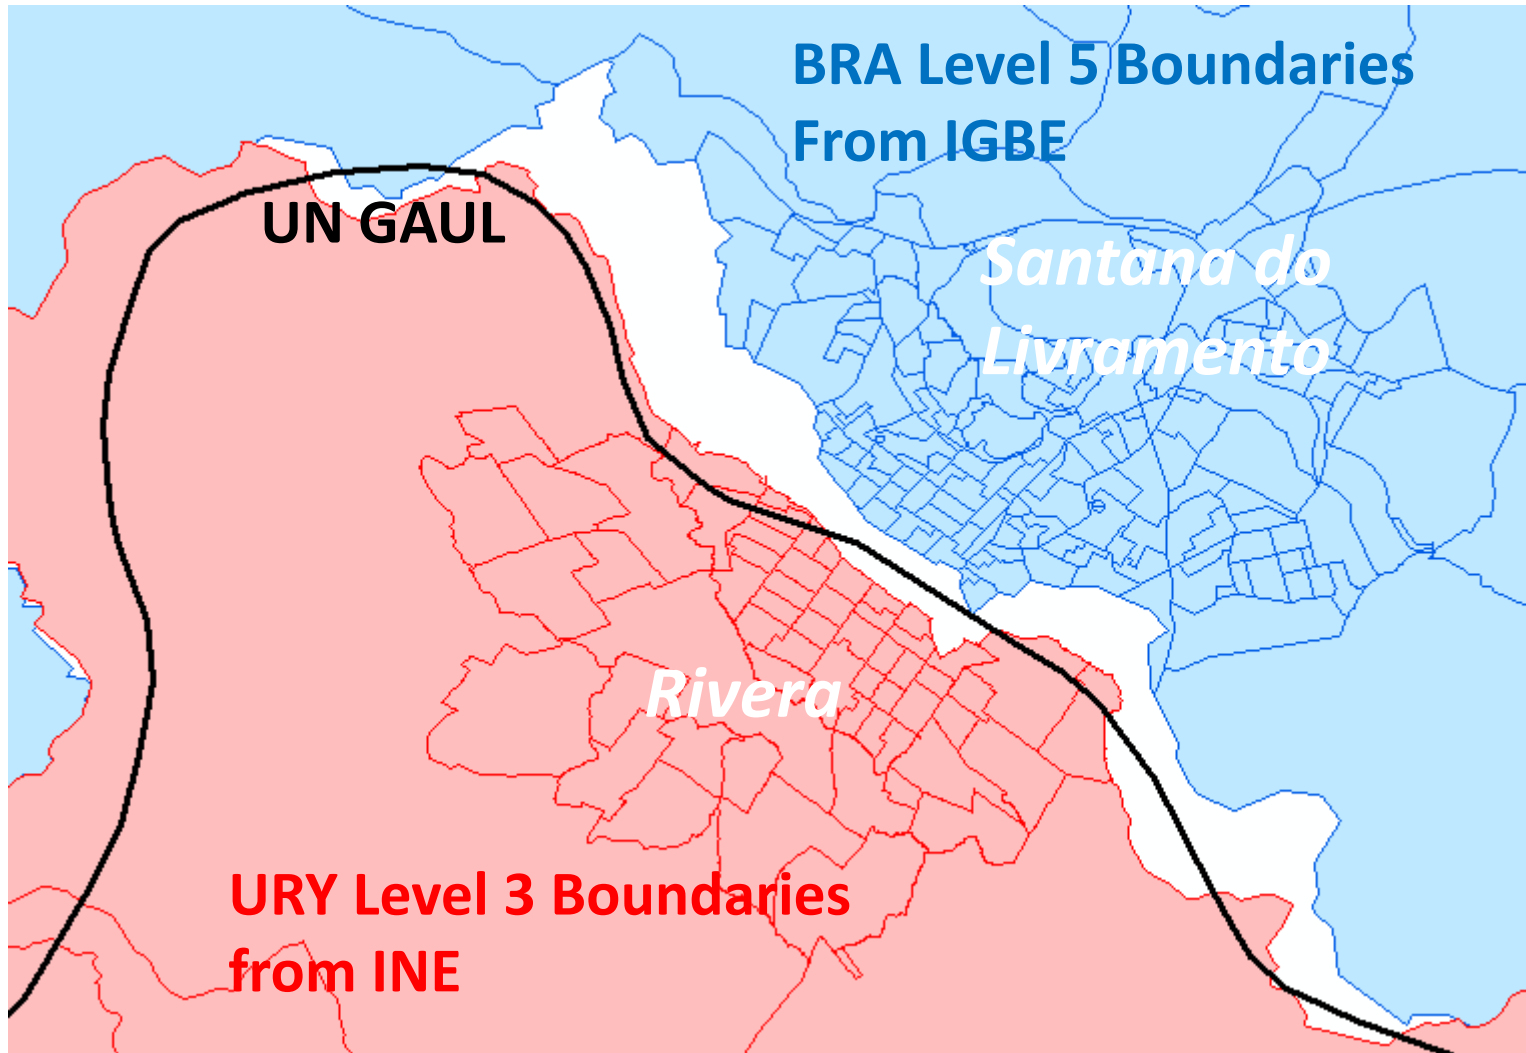 BRA Level 5 Boundaries
From IGBE
UN GAUL
Santana do
Livramento
Rivera
URY Level 3 Boundaries
from INE